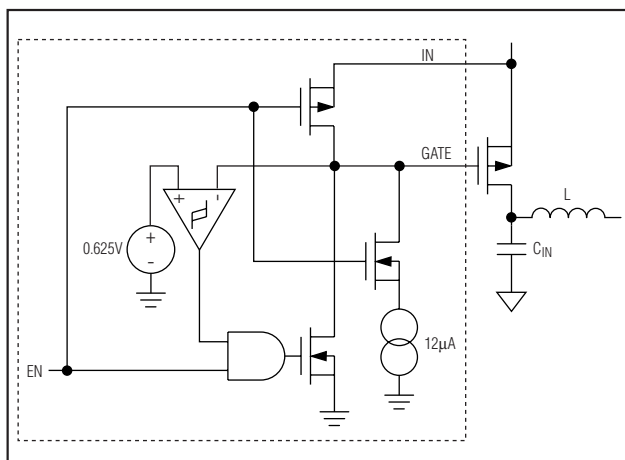 IN
GATE
L
+
-
0.625V
+
-
C_IN
12μA
EN